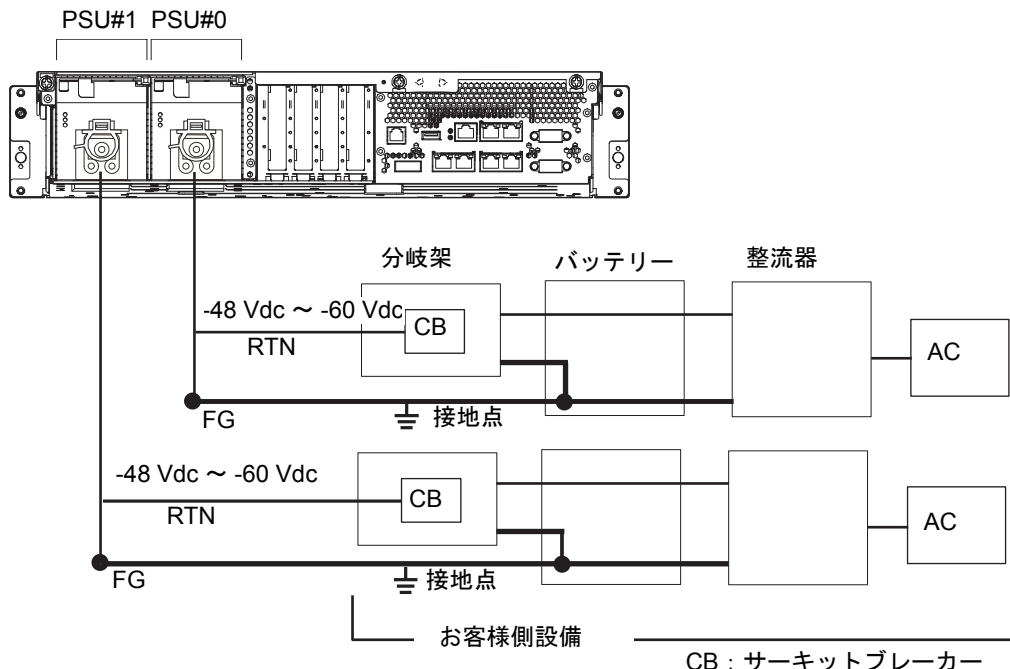 PSU#1 PSU#0
分岐架
バッテリー
整流器
-48 Vdc ～ -60 Vdc
CB
RTN
AC
FG
接地点
-48 Vdc ～ -60 Vdc
CB
RTN
AC
FG
接地点
お客様側設備
CB：サーキットブレーカー